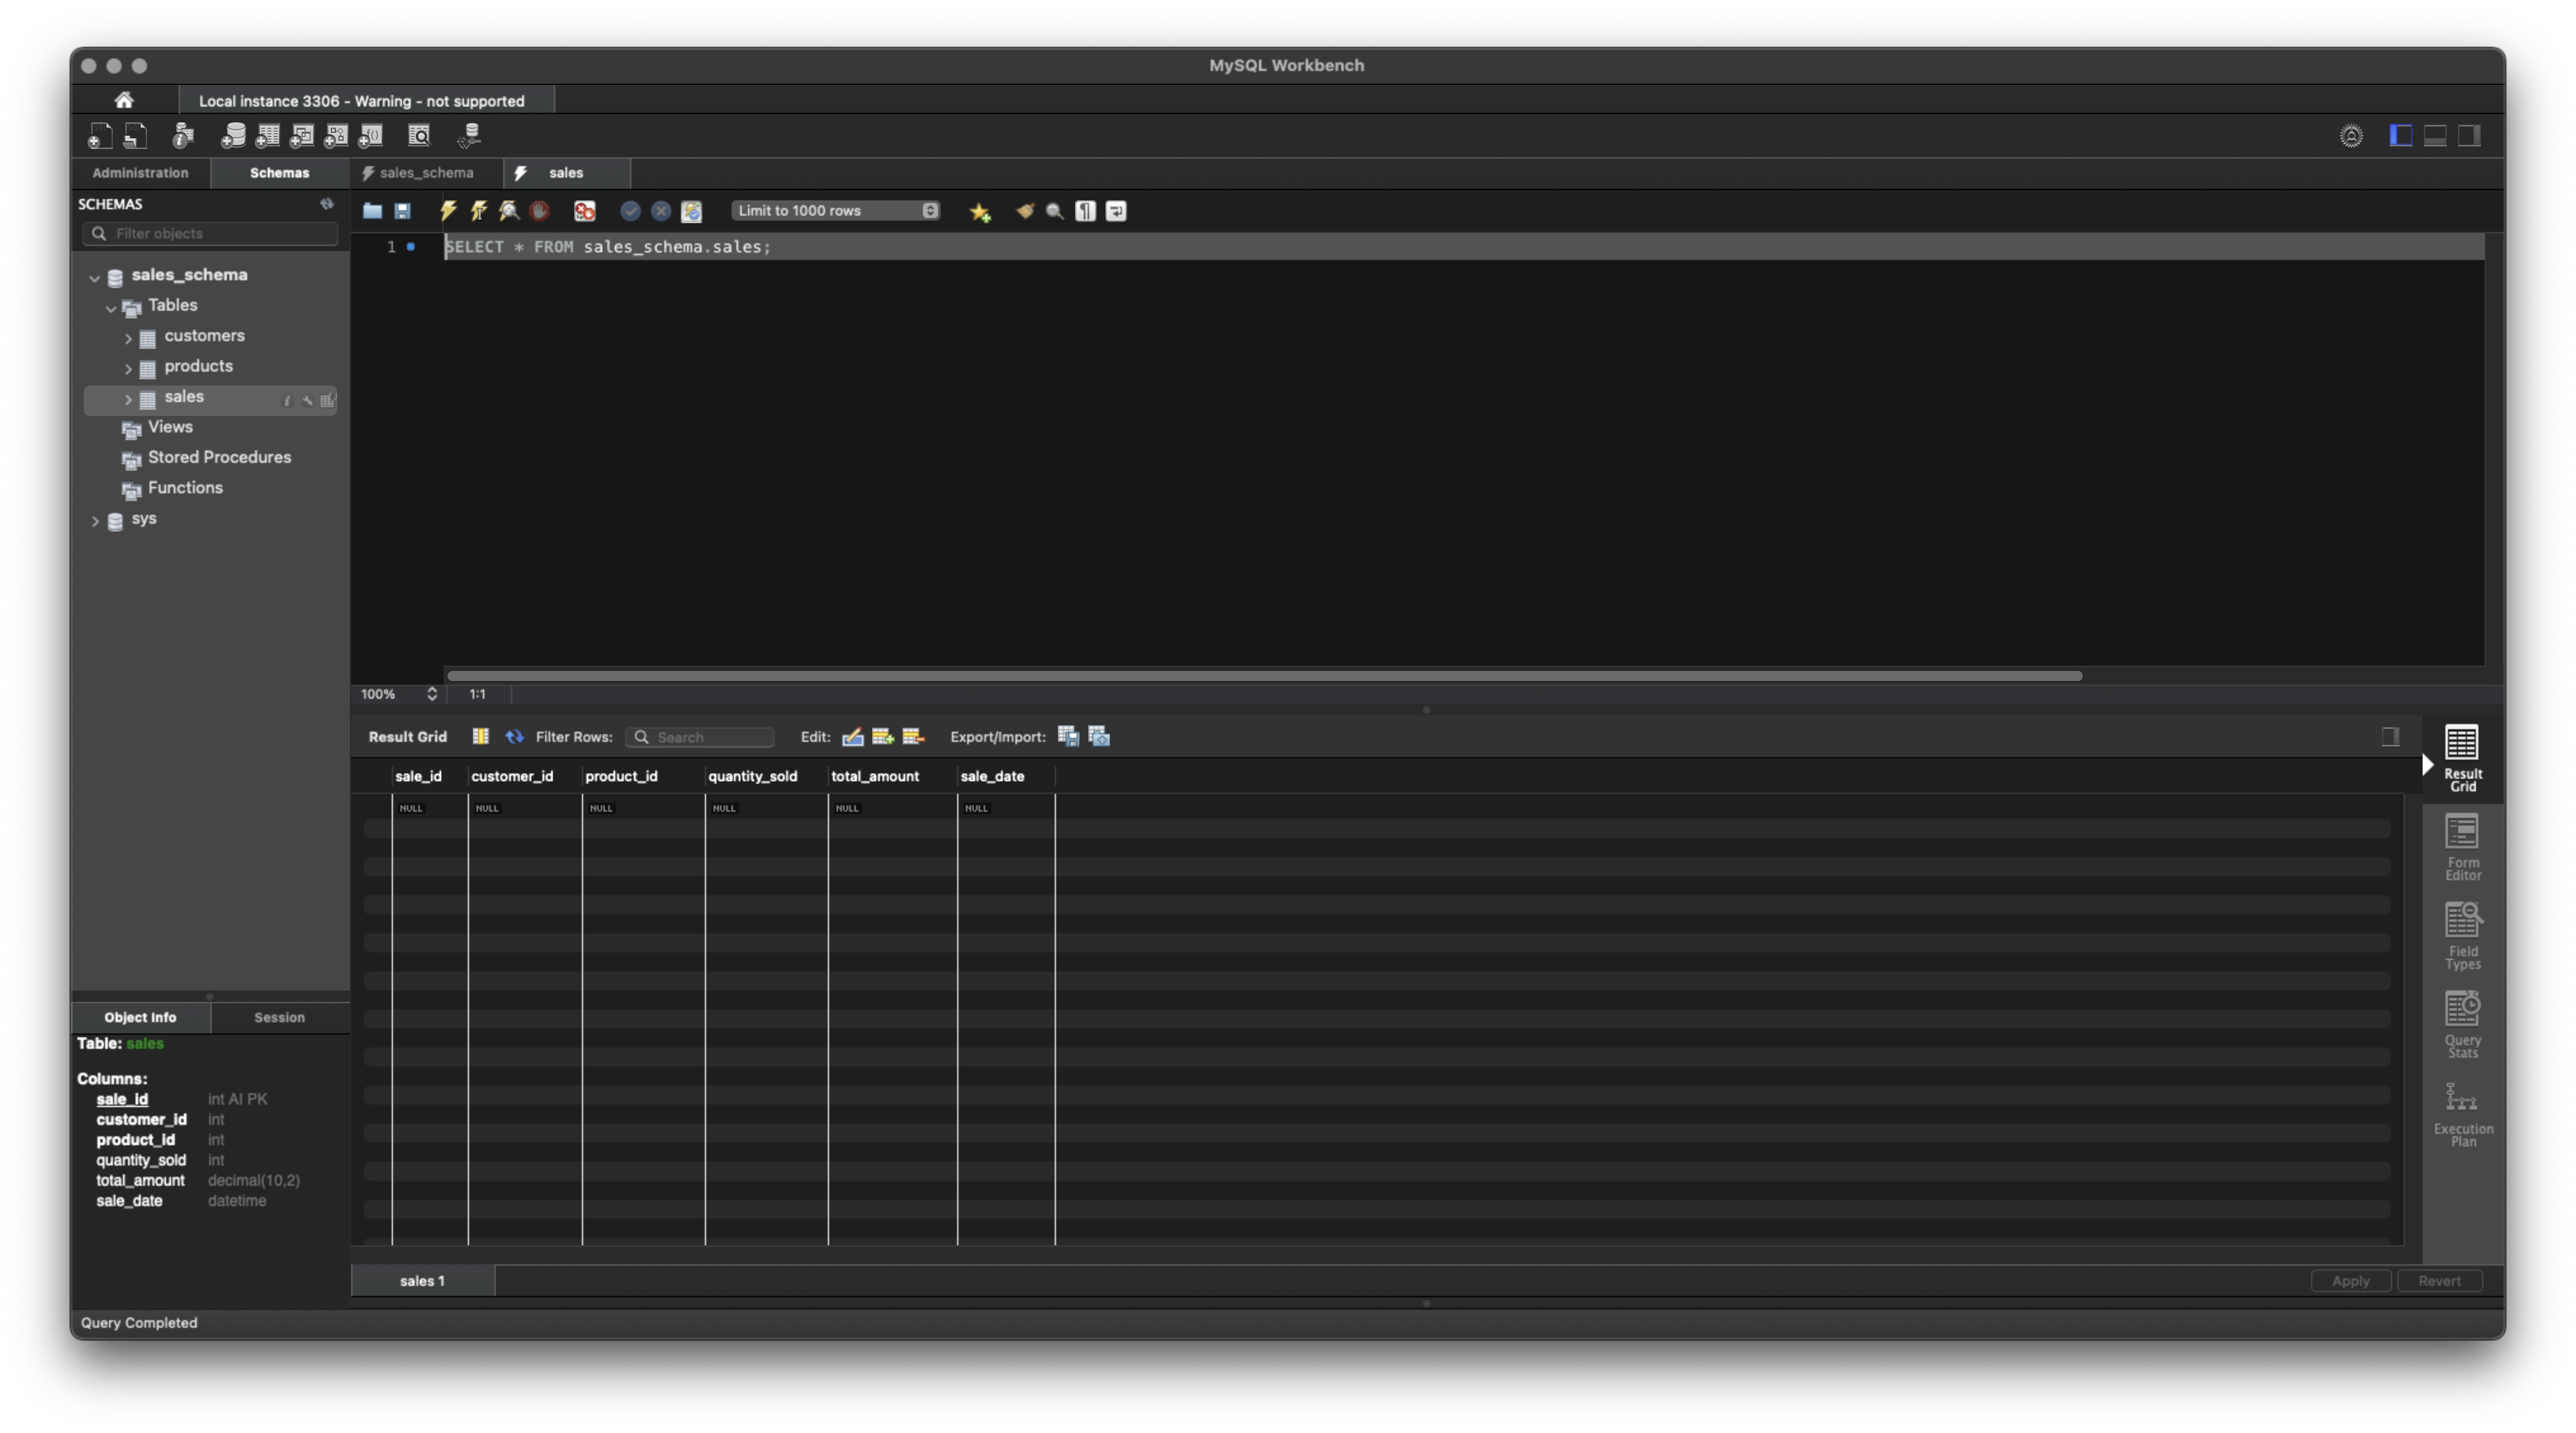 MySQL Workbench
Local instance 3306 - Warning - not supported
Administration
Schemas
sales_schema
sales
SCHEMAS
Filter objects
Limit to 1000 rows
1
SELECT * FROM sales_schema.sales;
sales_schema
Tables
customers
products
sales
Views
Stored Procedures
Functions
sys
100%
1:1
Result Grid
Filter Rows:
Search
Edit:
Export/Import:
sale_id customer_id product_id quantity_sold total_amount sale_date
NULL NULL NULL NULL NULL NULL
Result
Grid
Form
Editor
Field
Types
Query
Stats
Execution
Plan
Object Info
Session
Table: sales
Columns:
sale_id int AI PK
customer_id int
product_id int
quantity_sold int
total_amount decimal(10,2)
sale_date datetime
sales 1
Apply
Revert
Query Completed